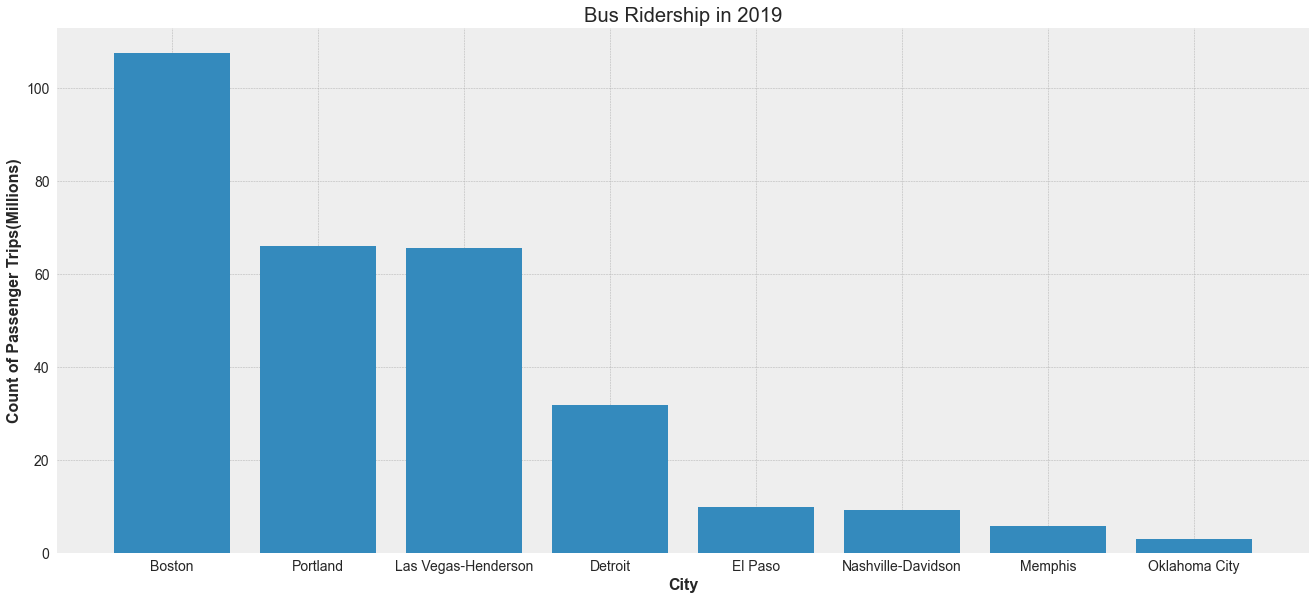 Bus Ridership in 2019
Count of Passenger Trips(Millions)
100
80
60
40
20
0
Boston Portland Las Vegas-Henderson Detroit El Paso Nashville-Davidson Memphis Oklahoma City
City